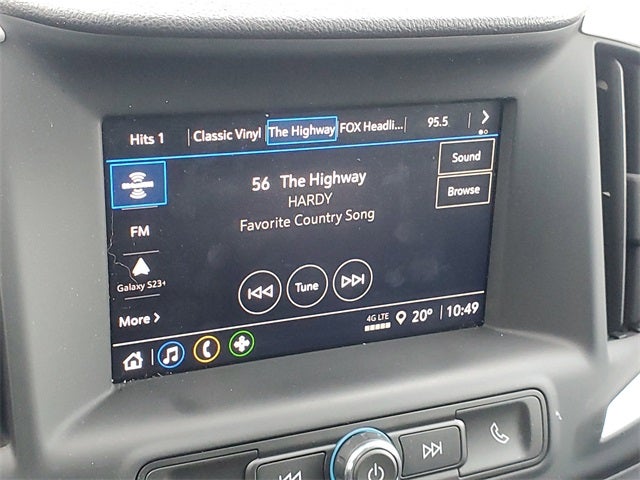 Hits 1 Classic Vinyl The Highway FOX Headli... 95.5
56 The Highway
HARDY
Favorite Country Song
Sound
Browse
FM
Galaxy S23+
More >
Tune
4G LTE 20° 10:49